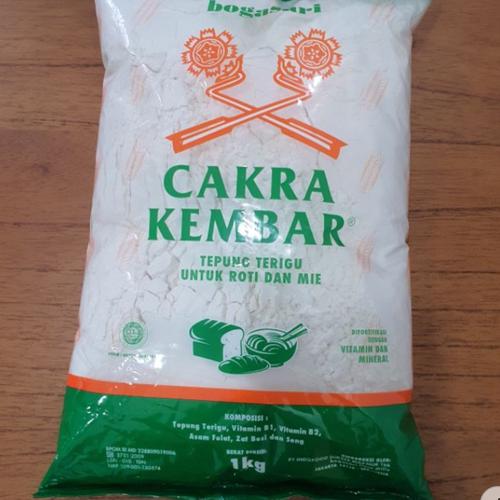 bogasari
CAKRA
KEMBAR®
TEPUNG TERIGU
UNTUK ROTI DAN MIE
DIFORTIFIKASI
DENGAN
VITAMIN DAN
MINERAL
KOMPOSISI :
Tepung Terigu, Vitamin B1, Vitamin B2,
Asam Folat, Zat Besi dan Seng
BERAT BERSIH:
1kg